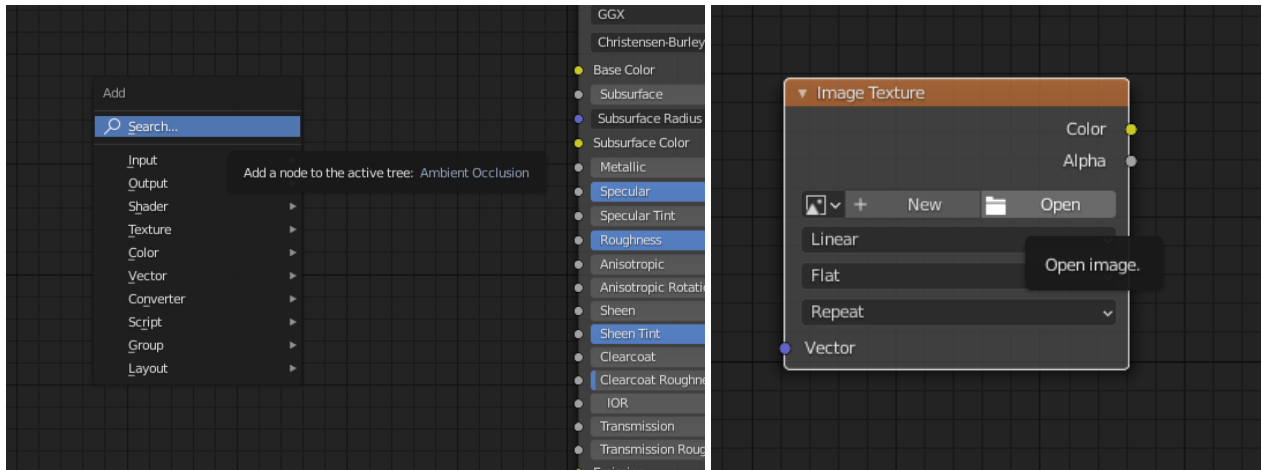 Add
Search...
Input
Output
Shader
Texture
Color
Vector
Converter
Script
Group
Layout
Add a node to the active tree: Ambient Occlusion
GGX
Christensen-Burley
Base Color
Subsurface
Subsurface Radius
Subsurface Color
Metallic
Specular
Specular Tint
Roughness
Anisotropic
Anisotropic Rotati
Sheen
Sheen Tint
Clearcoat
Clearcoat Roughne
IOR
Transmission
Transmission Roug
Image Texture
Color
Alpha
New Open
Linear
Open image.
Flat
Repeat
Vector